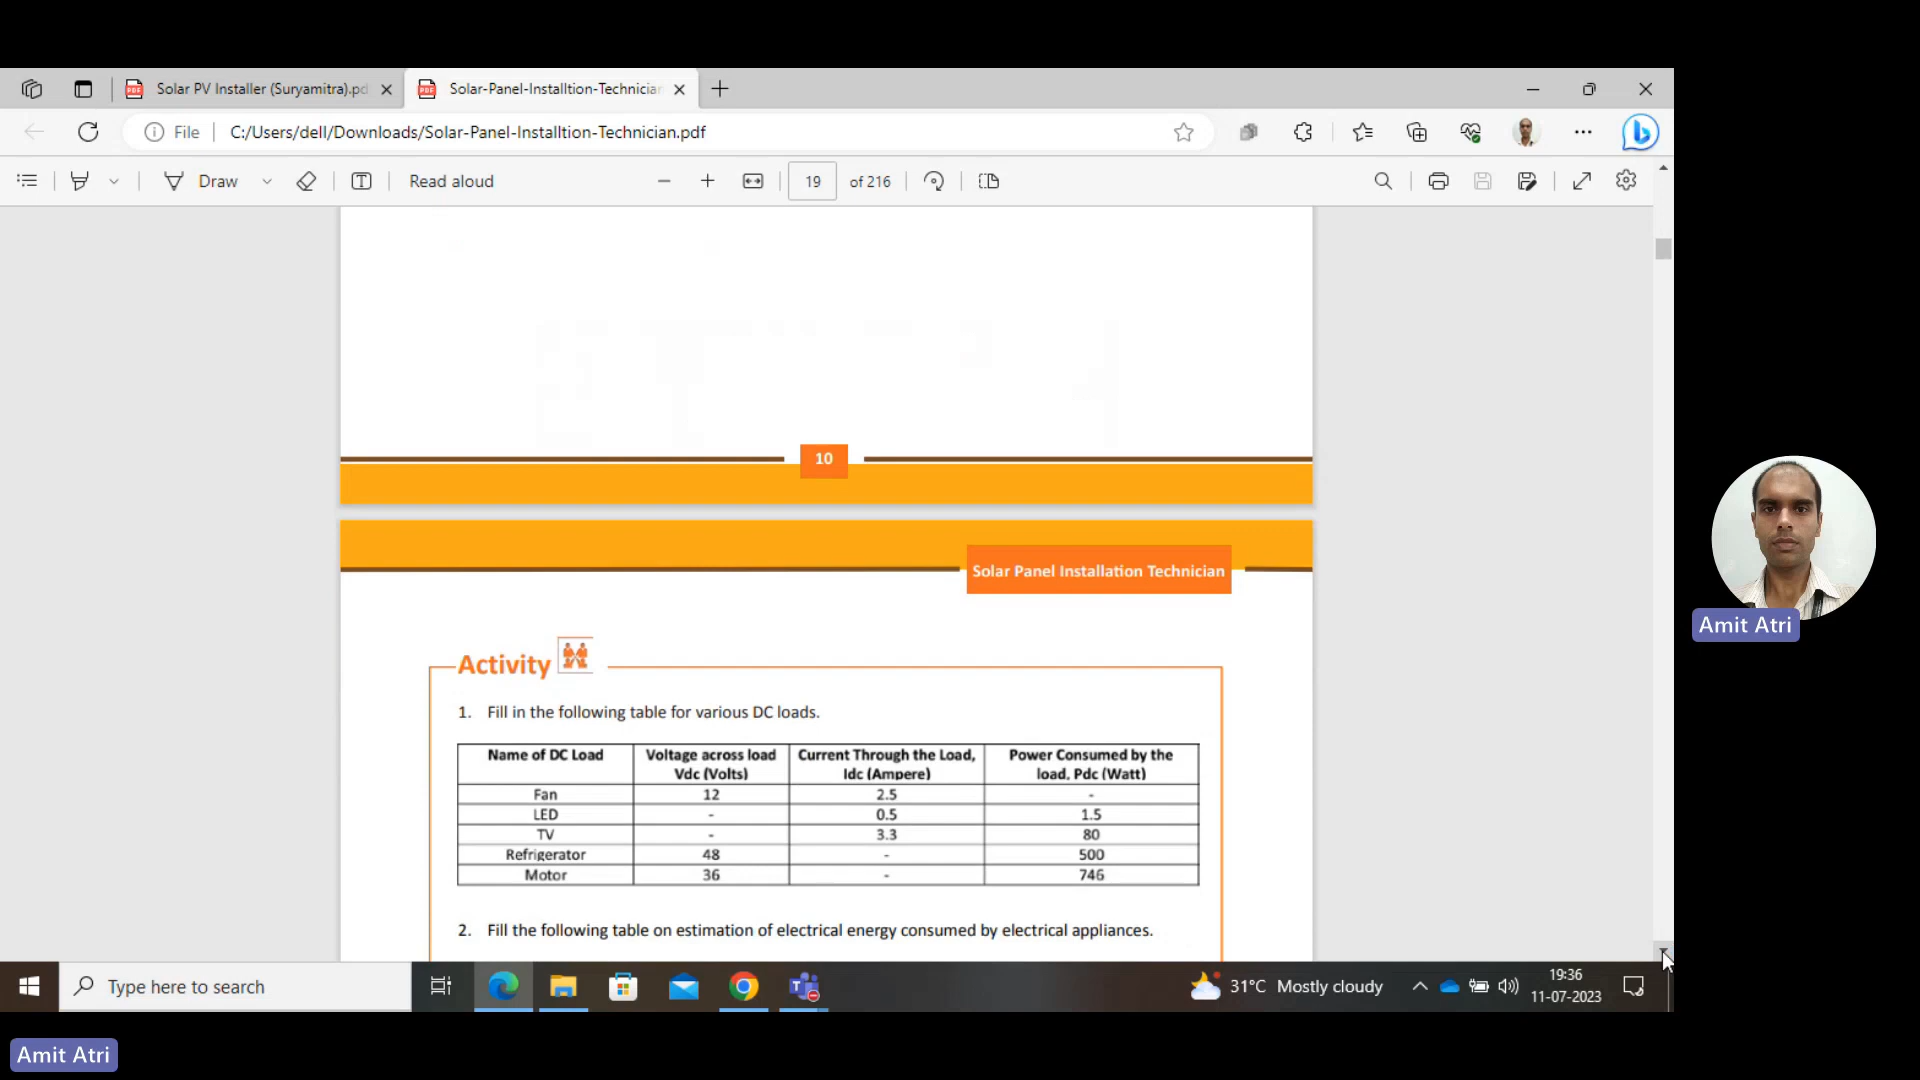 Solar PV Installer (Suryamitra).pd
Solar-Panel-Installtion-Technicia
File
C:/Users/dell/Downloads/Solar-Panel-Installtion-Technician.pdf
Draw
Read aloud
19
of 216
10
Solar Panel Installation Technician
Activity
1. Fill in the following table for various DC loads.
Name of DC Load Voltage across load Vdc (Volts) Current Through the Load, Idc (Ampere) Power Consumed by the load, Pdc (Watt)
Fan 12 2.5 -
LED - 0.5 1.5
TV - 3.3 80
Refrigerator 48 - 500
Motor 36 - 746
2. Fill the following table on estimation of electrical energy consumed by electrical appliances.
Type here to search
31°C Mostly cloudy
19:36
11-07-2023
Amit Atri
Amit Atri